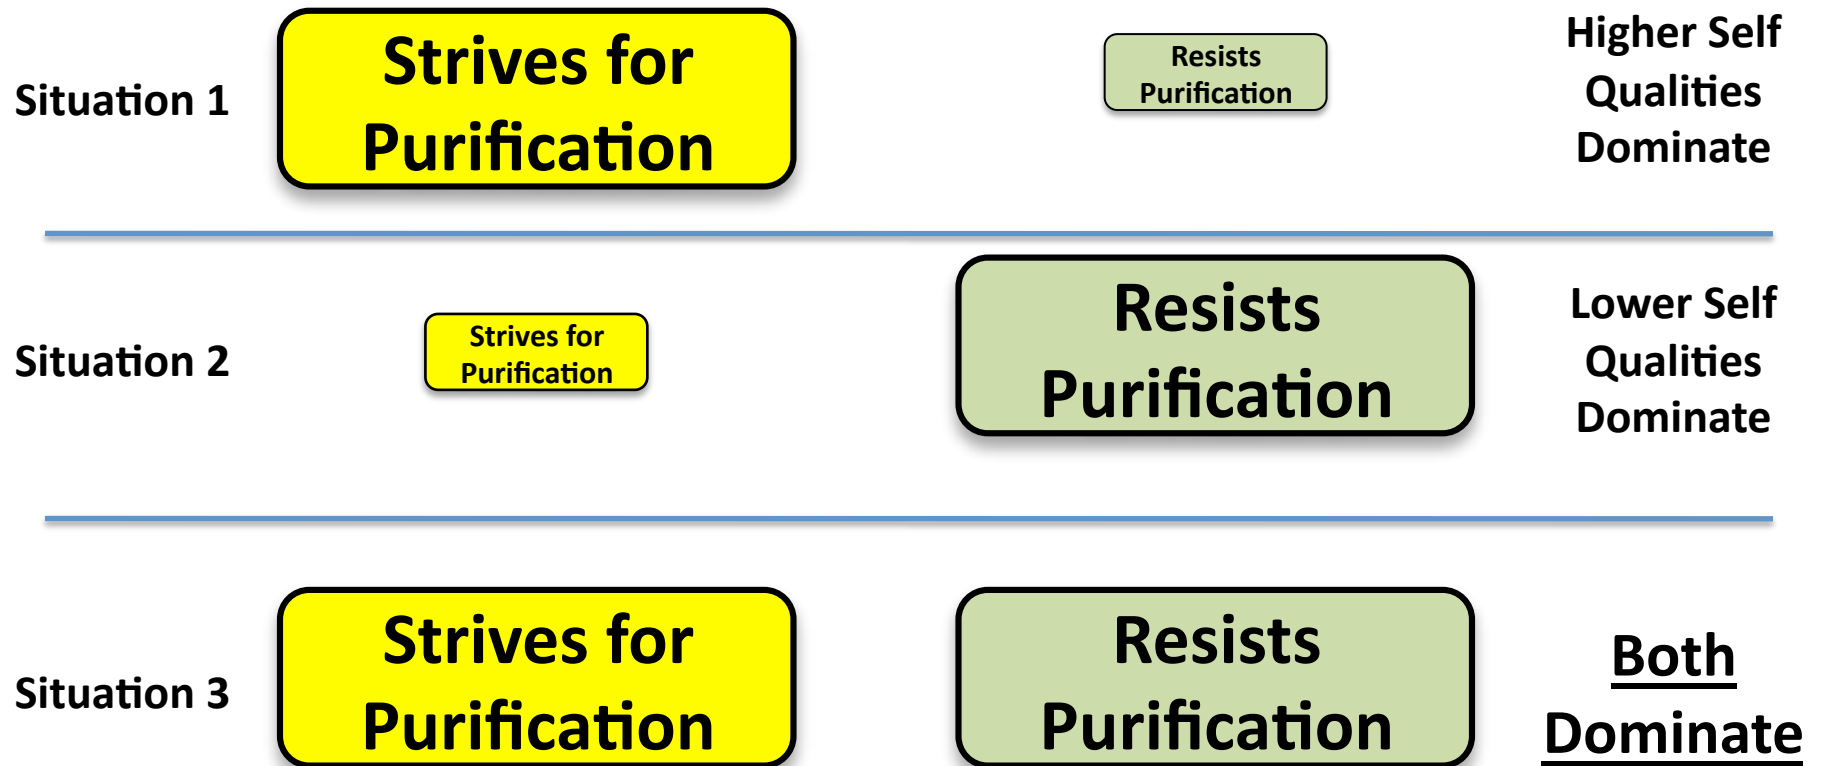 Situation 1
Strives for
Purification
Resists
Purification
Higher Self
Qualities
Dominate
Situation 2
Strives for
Purification
Resists
Purification
Lower Self
Qualities
Dominate
Situation 3
Strives for
Purification
Resists
Purification
Both
Dominate